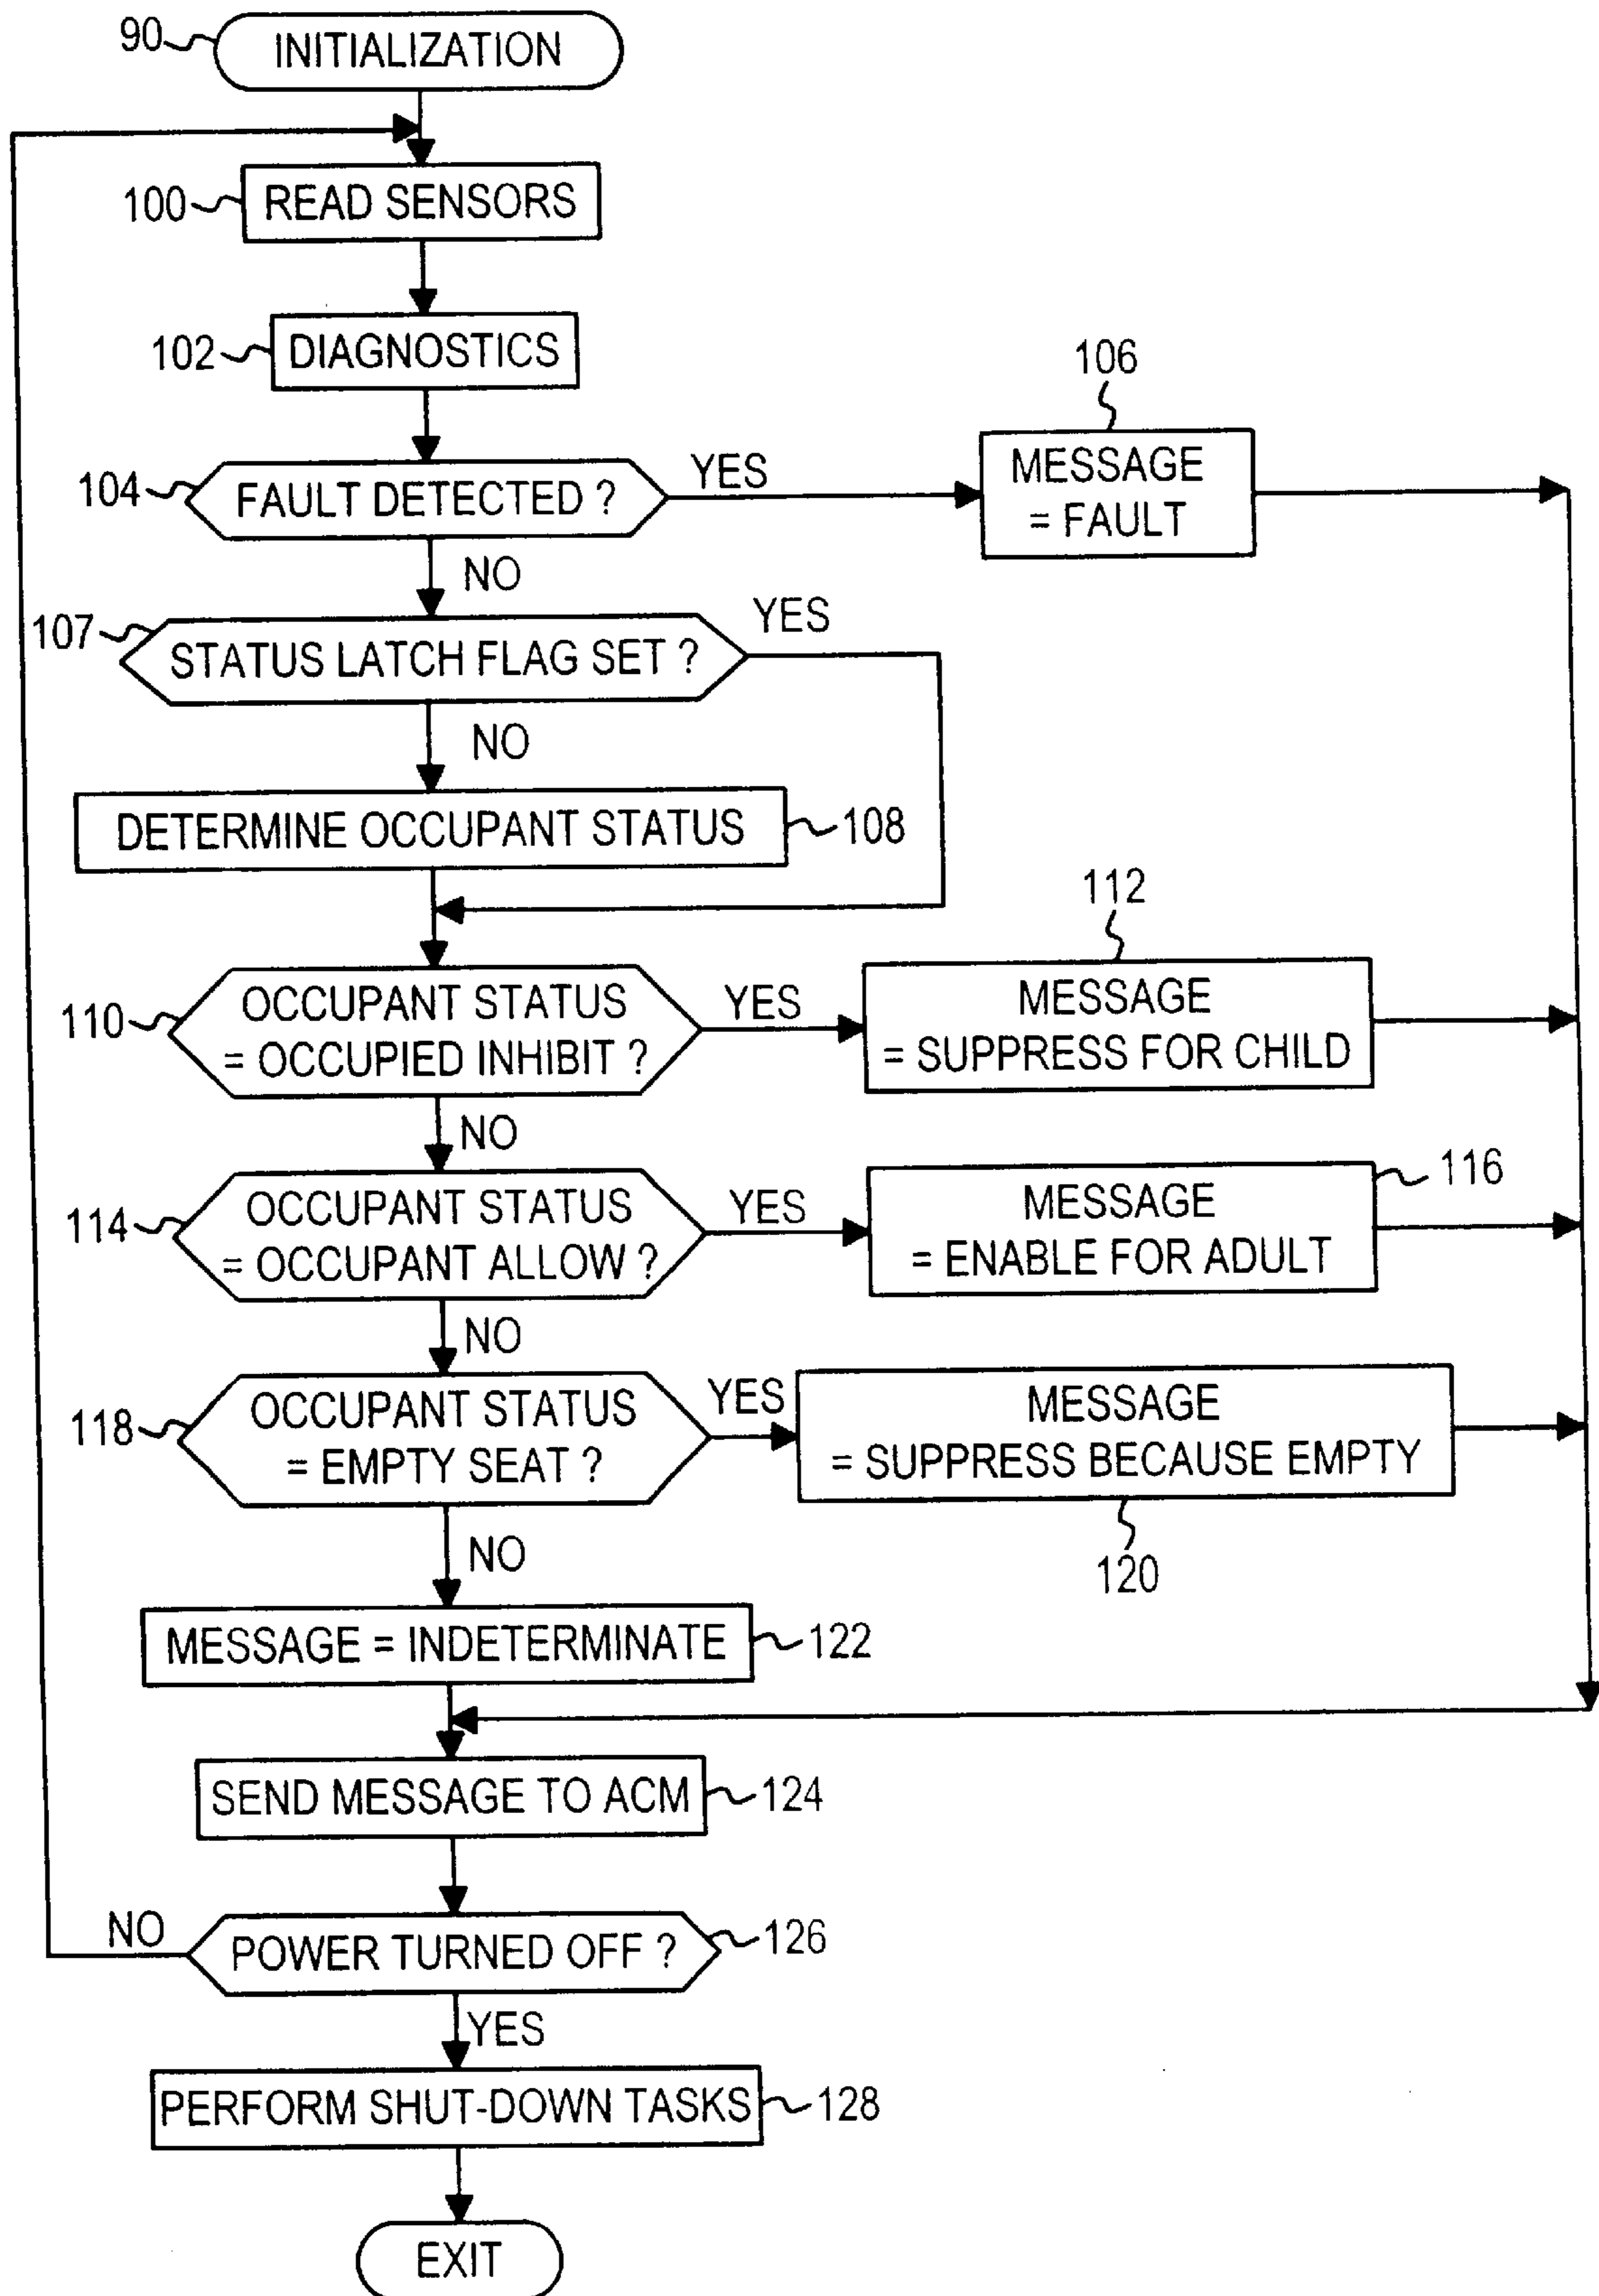 90
INITIALIZATION
100
READ SENSORS
102
DIAGNOSTICS
106
104
FAULT DETECTED ?
YES
MESSAGE
= FAULT
NO
107
STATUS LATCH FLAG SET ?
YES
NO
DETERMINE OCCUPANT STATUS
108
112
110
OCCUPANT STATUS
= OCCUPIED INHIBIT ?
YES
MESSAGE
= SUPPRESS FOR CHILD
NO
114
OCCUPANT STATUS
= OCCUPANT ALLOW ?
YES
MESSAGE
= ENABLE FOR ADULT
116
NO
118
OCCUPANT STATUS
= EMPTY SEAT ?
YES
MESSAGE
= SUPPRESS BECAUSE EMPTY
120
NO
MESSAGE = INDETERMINATE
122
SEND MESSAGE TO ACM
124
NO
POWER TURNED OFF ?
126
YES
PERFORM SHUT-DOWN TASKS
128
EXIT